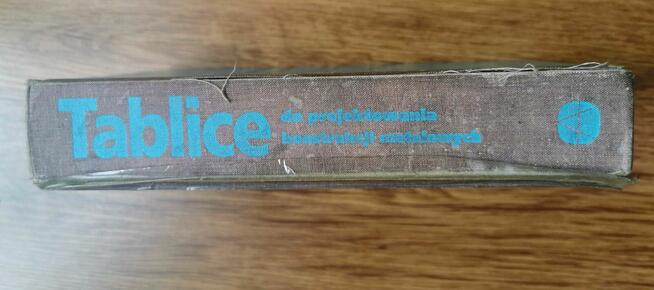 Tablice
do projektowania
konstrukcji metalowych